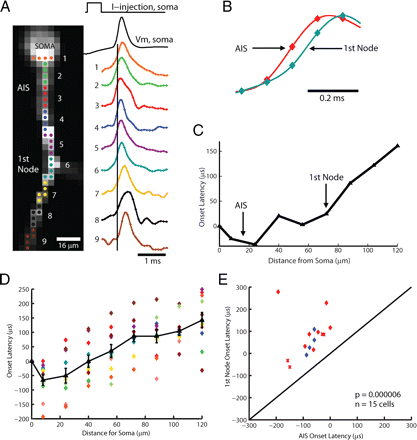 A
I−injection, soma
Vm, soma
SOMA
AIS
1st
Node
1
2
3
4
5
6
7
8
9
16 µm
1
2
3
4
5
6
7
8
9
1 ms
B
AIS
1st Node
0.2 ms
C
Onset Latency (µs)
150
100
50
0
AIS
1st Node
0 20 40 60 80 100 120
Distance from Soma (µm)
D
Onset Latency (µs)
250
200
150
100
50
0
-50
-100
-150
-200
0 20 40 60 80 100 120
Distance for Soma (µm)
E
1st Node Onset Latency (µs)
300
200
100
0
-100
-200
-300
p = 0.000006
n = 15 cells
-300 -200 -100 0 100 200 300
AIS Onset Latency (µs)